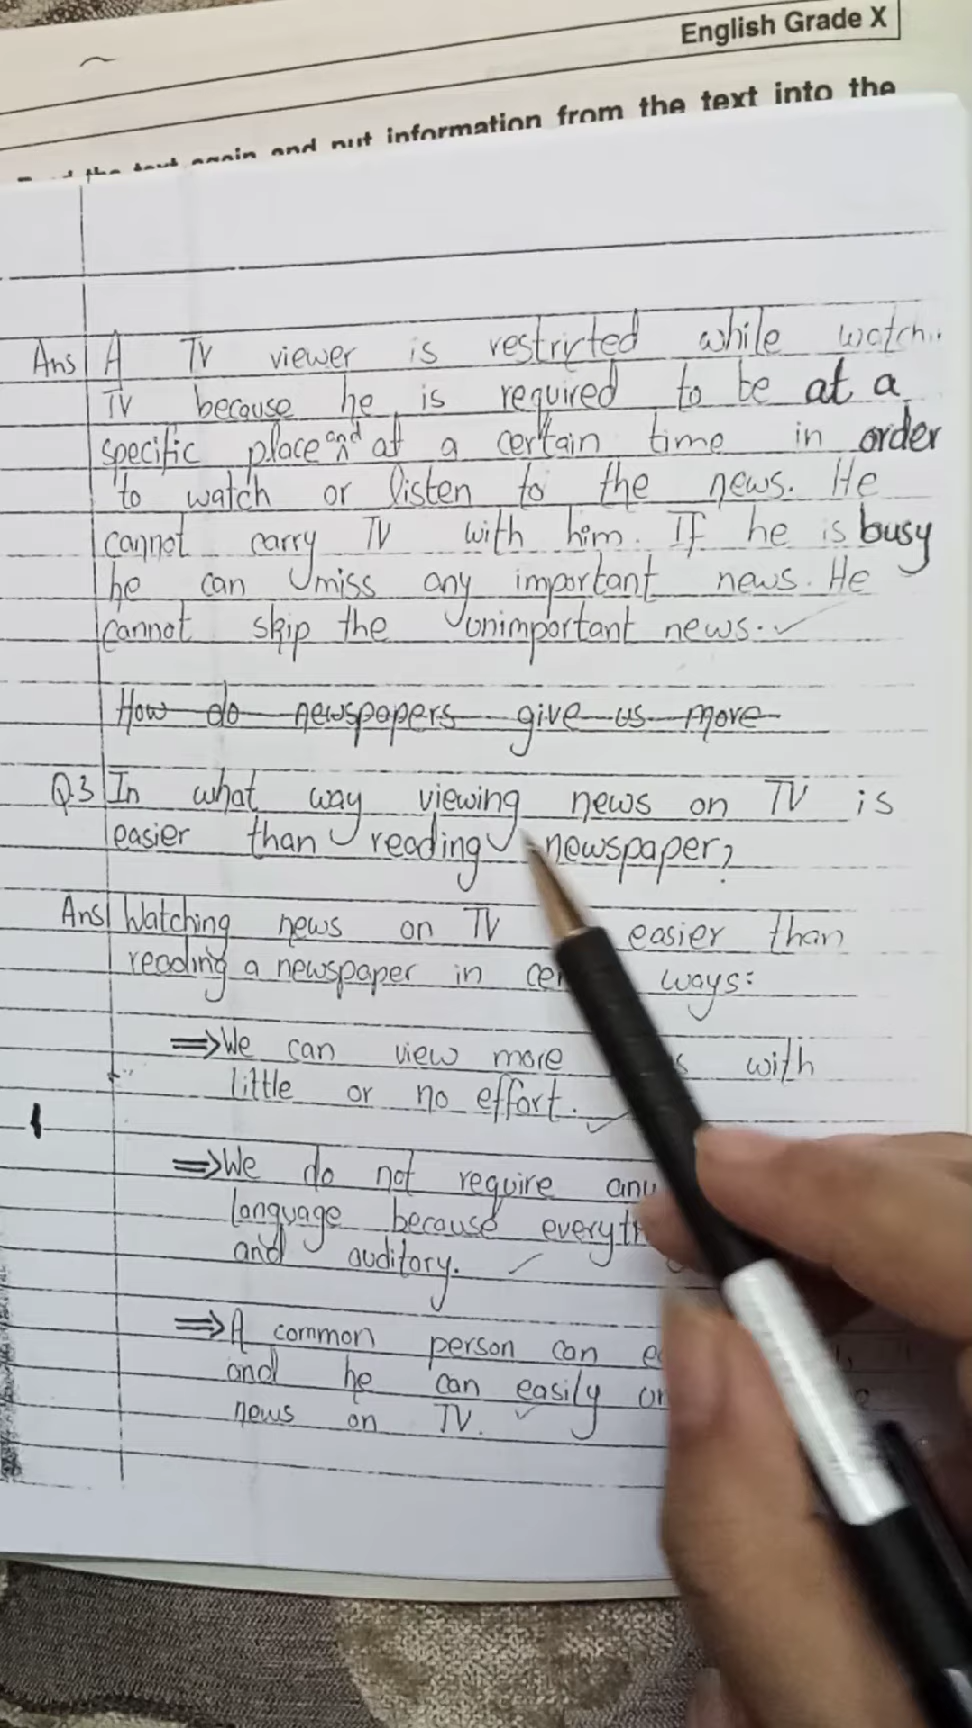 English Grade X
the text again and put information from the text into the
Ans A TV viewer is restricted while watch
TV because he is required to be at a
specific place and at a certain time in order
to watch or listen to the news. He
cannot carry TV with him. If he is busy
he can miss any important news. He
cannot skip the unimportant news.
How do newspapers give us more
Q.3 In what way viewing news on TV is
easier than reading newspaper?
Ans Watching news on TV easier than
reading a newspaper in ways:
⇒ We can view more with
little or no effort.
⇒ We do not require any
language because
and auditory.
⇒ A common person can
and he can easily
news on TV.